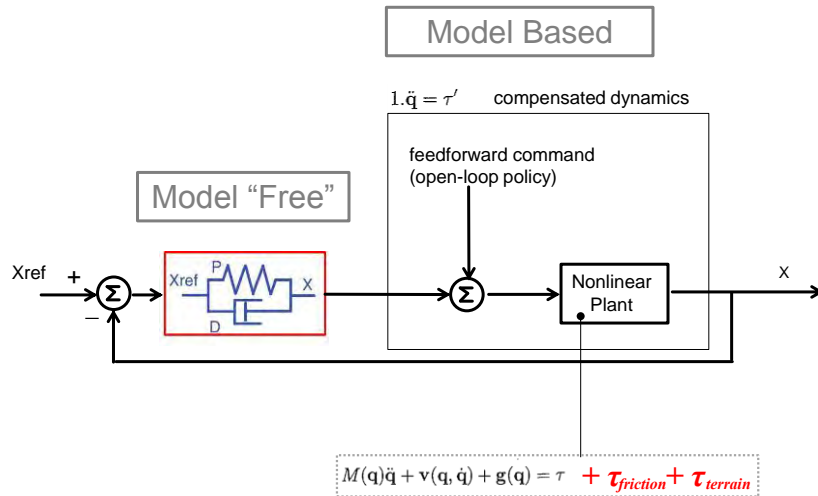 Model Based
1.q̈ = τ′ compensated dynamics
feedforward command
(open-loop policy)
Model “Free”
Xref
+
Σ
−
P
Xref
X
D
Σ
Nonlinear
Plant
X
M(q)q̈ + v(q, q̇) + g(q) = τ + τfriction + τterrain